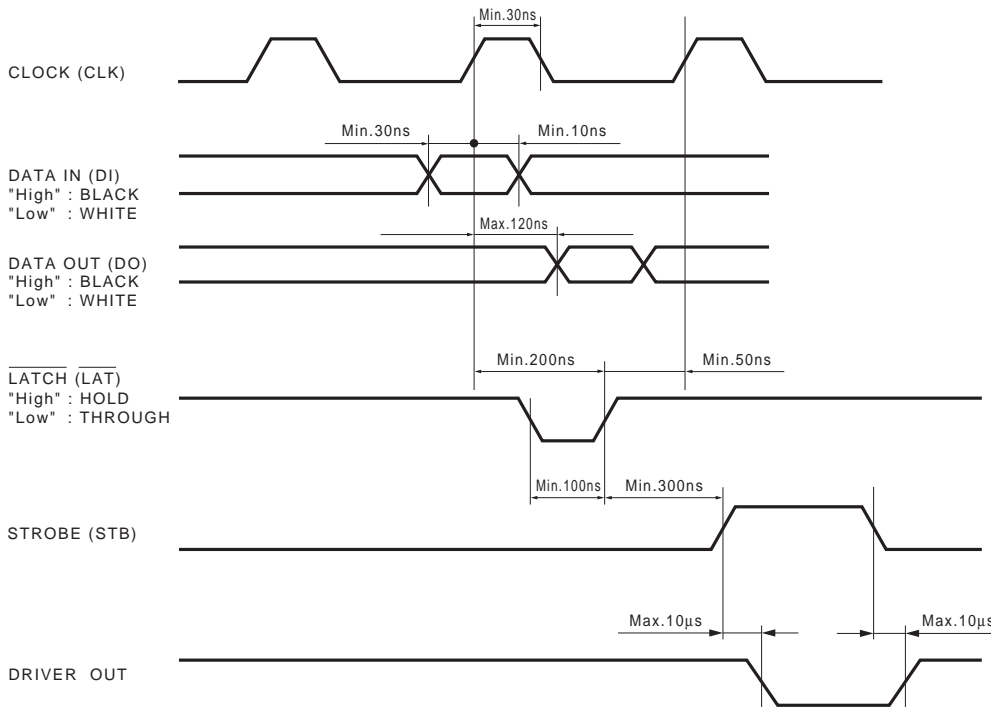 Min.30ns
CLOCK (CLK)
Min.30ns
Min.10ns
DATA IN (DI)
"High" : BLACK
"Low" : WHITE
Max.120ns
DATA OUT (DO)
"High" : BLACK
"Low" : WHITE
Min.200ns
Min.50ns
LATCH (LAT)
"High" : HOLD
"Low" : THROUGH
Min.100ns
Min.300ns
STROBE (STB)
Max.10µs
Max.10µs
DRIVER OUT